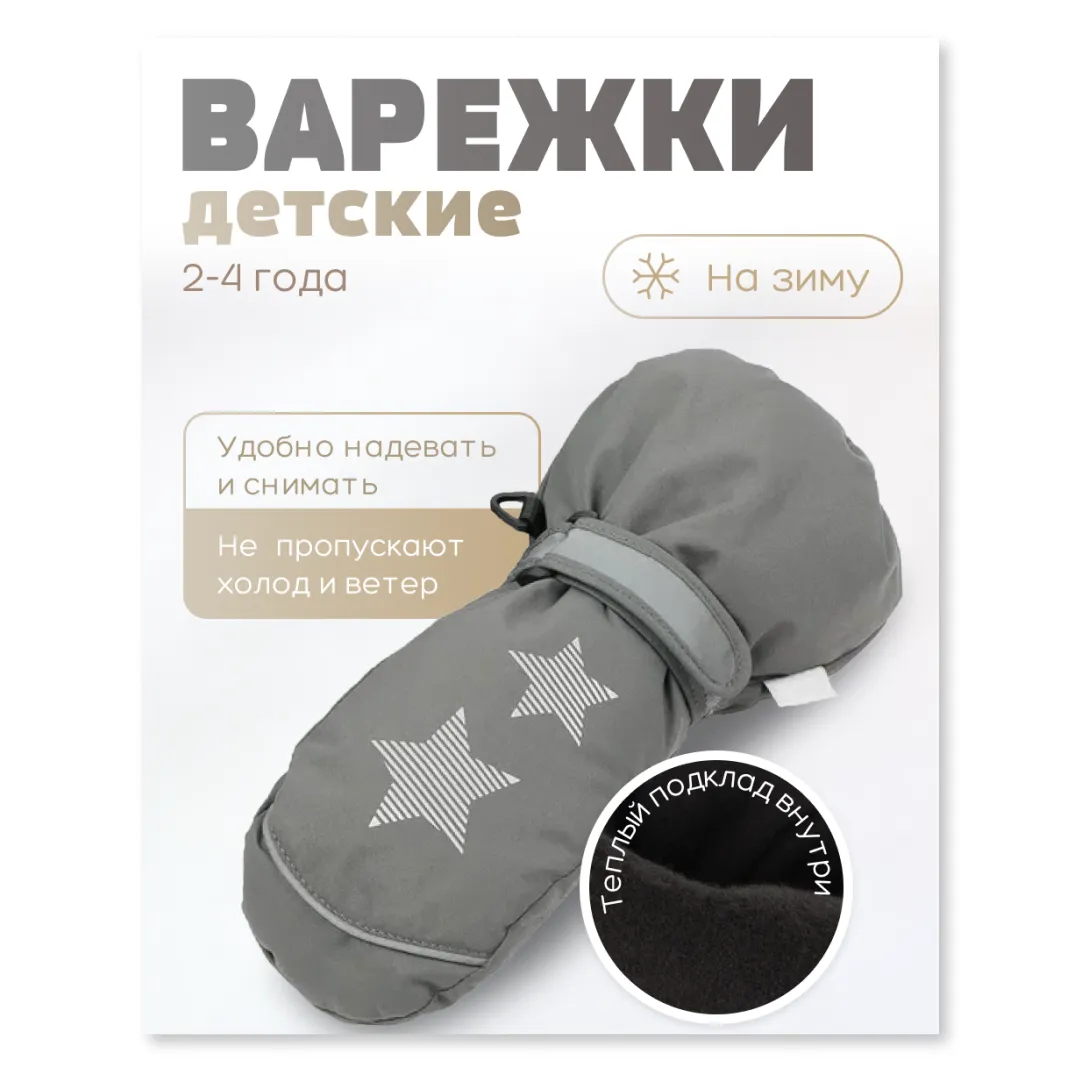 ВАРЕЖКИ
детские
2-4 года
На зиму
Удобно надевать
и снимать
Не пропускают
холод и ветер
Теплый подклад внутри